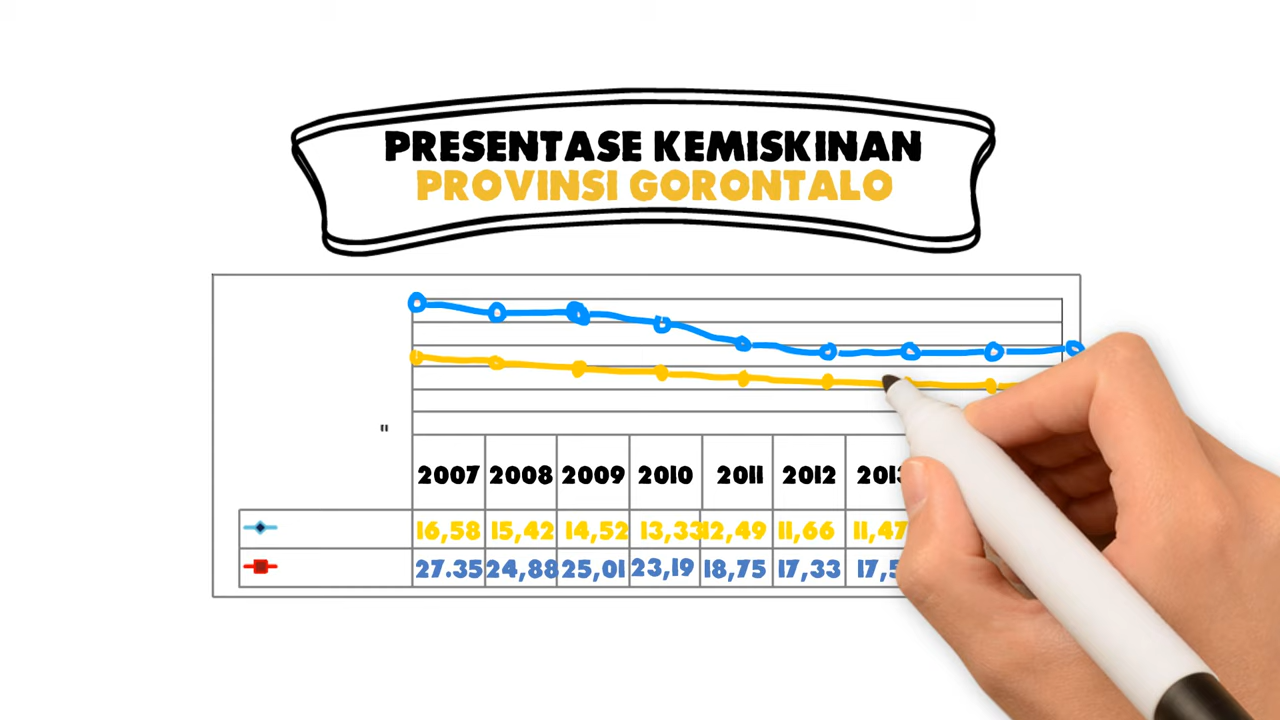 PRESENTASE KEMISKINAN
PROVINSI GORONTALO
"
2007 2008 2009 2010 2011 2012
16,58 15,42 14,52 13,33 12,49 11,66 11,47
27.35 24,88 25,01 23,19 18,75 17,33